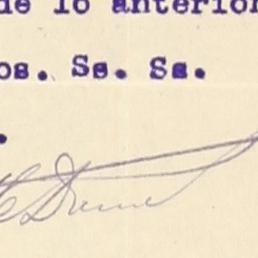 de lo anterior
os. Ss. Ss.
.